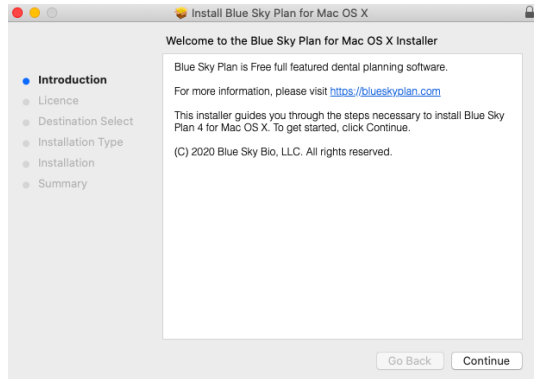 Install Blue Sky Plan for Mac OS X
Welcome to the Blue Sky Plan for Mac OS X Installer
Introduction
Licence
Destination Select
Installation Type
Installation
Summary
Blue Sky Plan is Free full featured dental planning software.
For more information, please visit https://blueskyplan.com
This installer guides you through the steps necessary to install Blue Sky
Plan 4 for Mac OS X. To get started, click Continue.
(C) 2020 Blue Sky Bio, LLC. All rights reserved.
Go Back
Continue